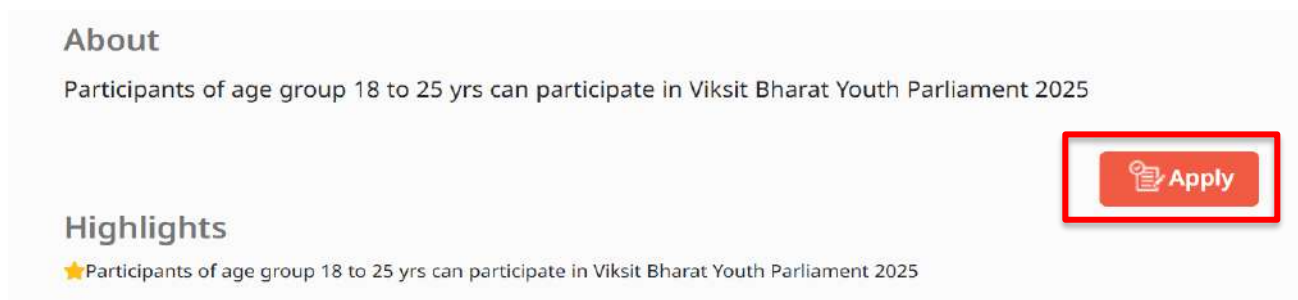 About
Participants of age group 18 to 25 yrs can participate in Viksit Bharat Youth Parliament 2025
Apply
Highlights
Participants of age group 18 to 25 yrs can participate in Viksit Bharat Youth Parliament 2025